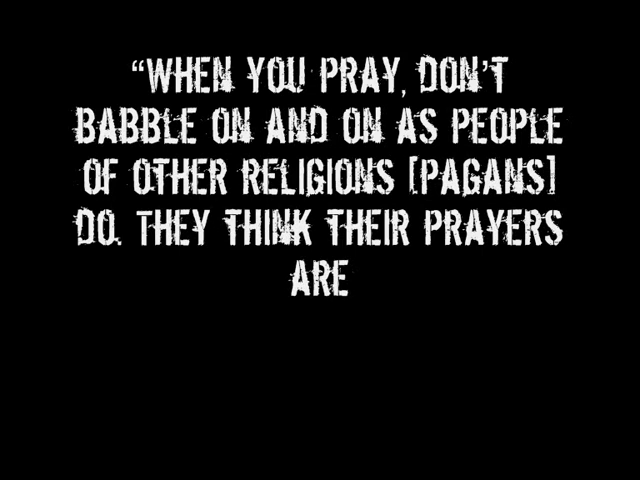 “WHEN YOU PRAY, DON'T
BABBLE ON AND ON AS PEOPLE
OF OTHER RELIGIONS [PAGANS]
DO. THEY THINK THEIR PRAYERS
ARE